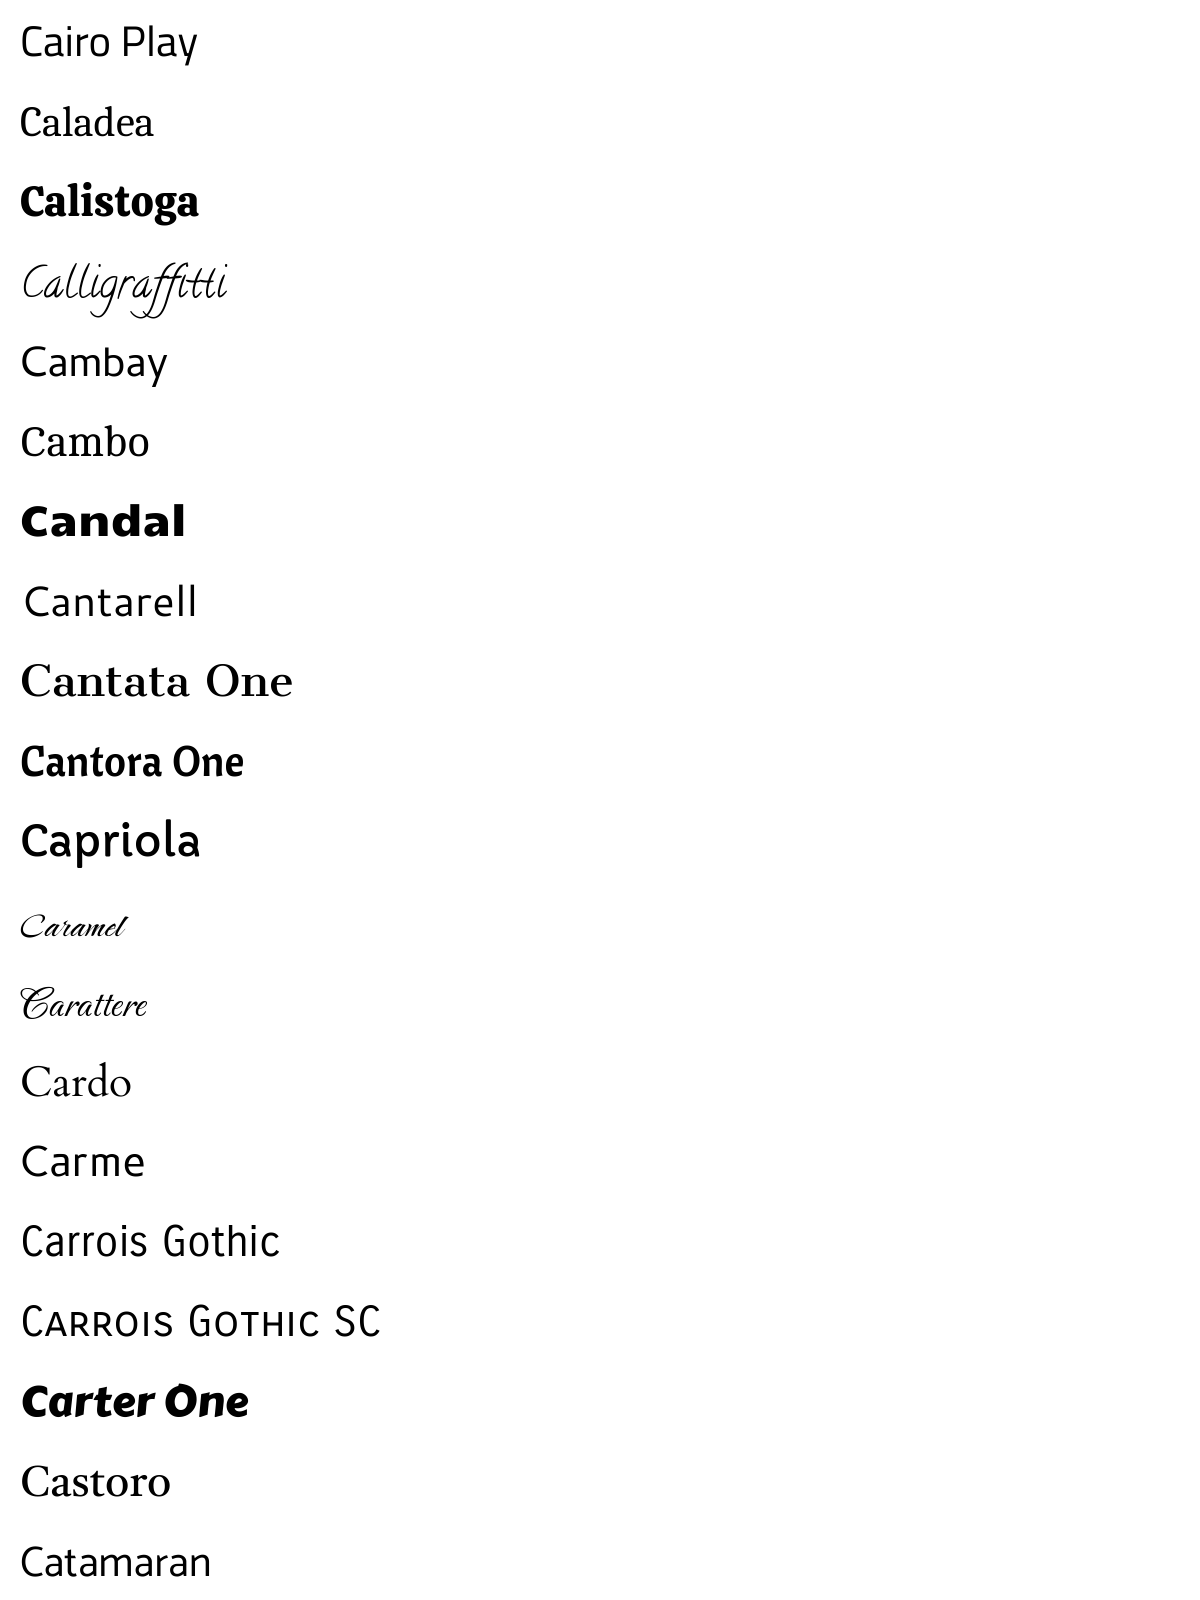 Cairo Play
Caladea
Calistoga
Calligraffitti
Cambay
Cambo
Candal
Cantarell
Cantata One
Cantora One
Capriola
Caramel
Carattere
Cardo
Carme
Carrois Gothic
Carrois Gothic SC
Carter One
Castoro
Catamaran